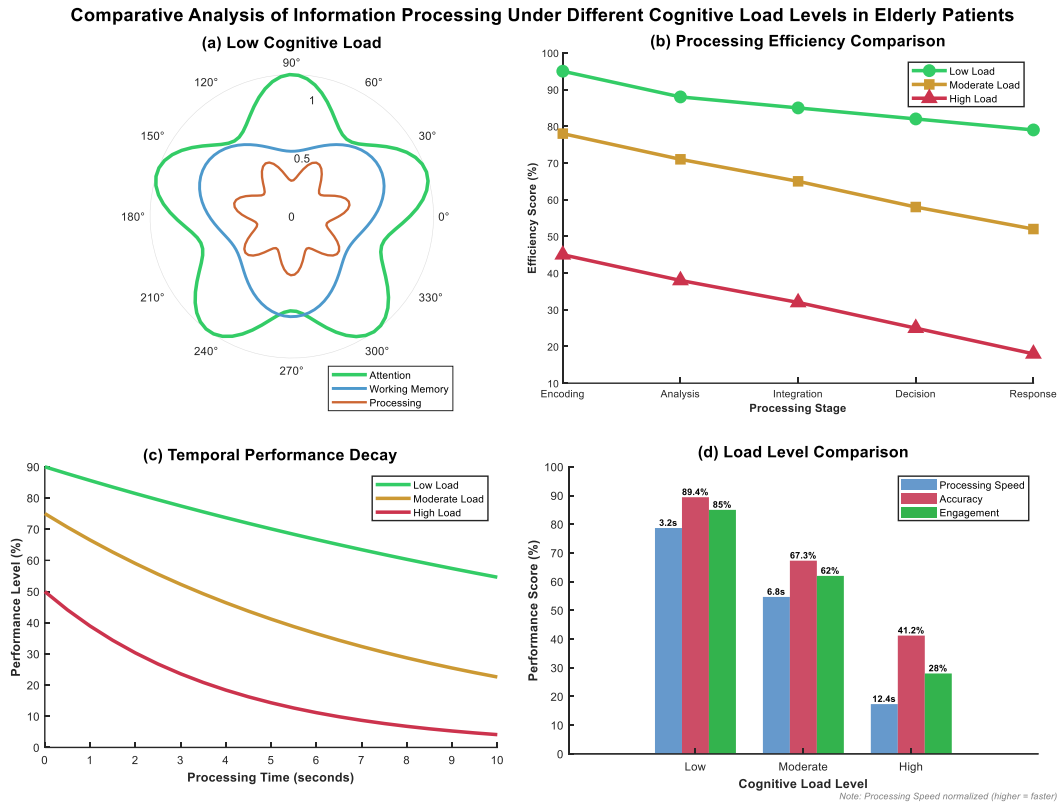 Comparative Analysis of Information Processing Under Different Cognitive Load Levels in Elderly Patients
(a) Low Cognitive Load
90°
120°
60°
1
150°
30°
0.5
180°
0
0°
210°
330°
240°
300°
270°
Attention
Working Memory
Processing
(b) Processing Efficiency Comparison
100
90
80
70
60
50
40
30
20
10
Efficiency Score (%)
Low Load
Moderate Load
High Load
Encoding
Analysis
Integration
Decision
Response
Processing Stage
(c) Temporal Performance Decay
90
80
70
60
50
40
30
20
10
0
Performance Level (%)
Low Load
Moderate Load
High Load
0
1
2
3
4
5
6
7
8
9
10
Processing Time (seconds)
(d) Load Level Comparison
100
90
80
70
60
50
40
30
20
10
0
Performance Score (%)
Processing Speed
Accuracy
Engagement
3.2s
89.4%
85%
6.8s
67.3%
62%
12.4s
41.2%
28%
Low
Moderate
High
Cognitive Load Level
Note: Processing Speed normalized (higher = faster)